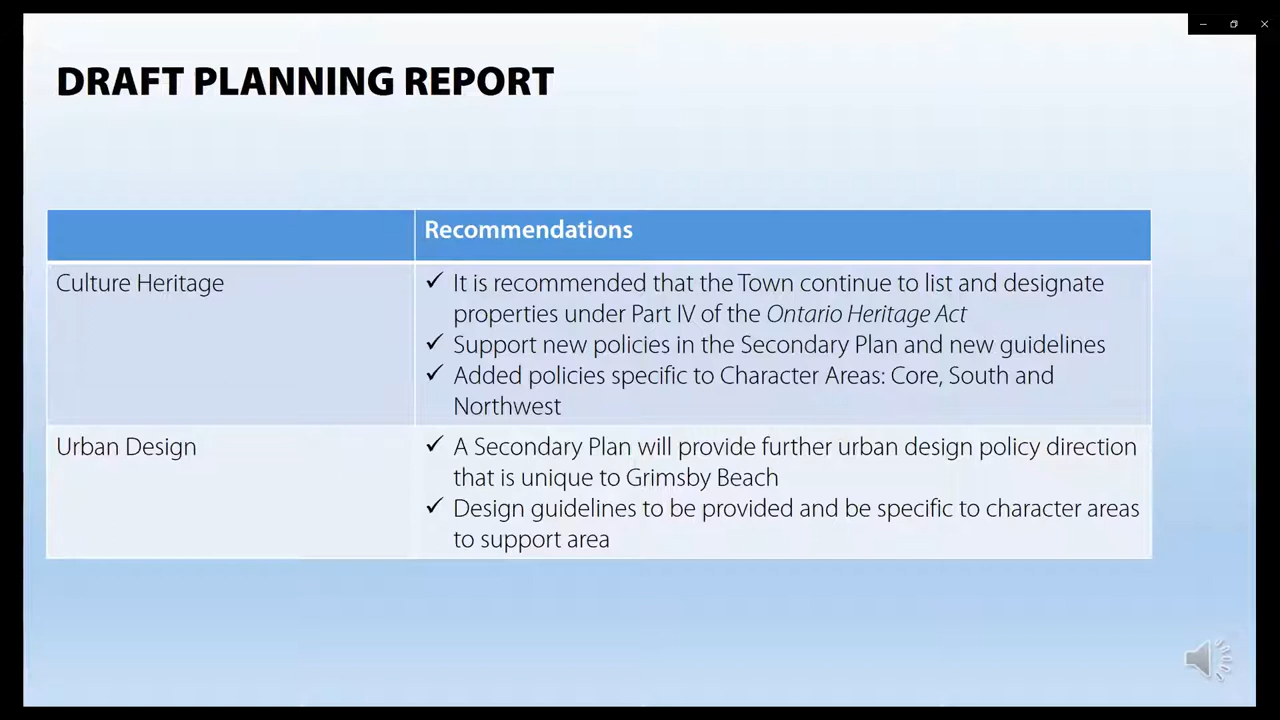 DRAFT PLANNING REPORT
Recommendations
Culture Heritage
✓ It is recommended that the Town continue to list and designate
properties under Part IV of the Ontario Heritage Act
✓ Support new policies in the Secondary Plan and new guidelines
✓ Added policies specific to Character Areas: Core, South and
Northwest
Urban Design
✓ A Secondary Plan will provide further urban design policy direction
that is unique to Grimsby Beach
✓ Design guidelines to be provided and be specific to character areas
to support area